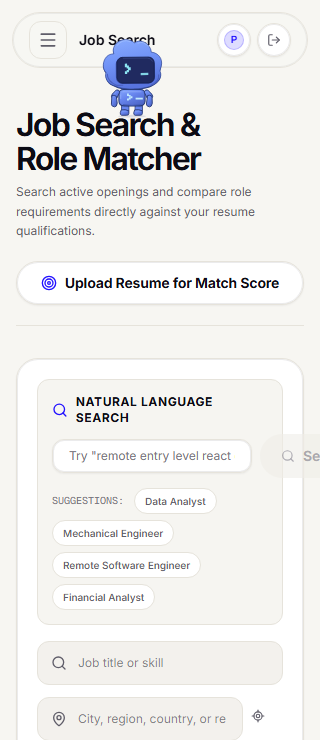 Job Search
P
Job Search &
Role Matcher
Search active openings and compare role
requirements directly against your resume
qualifications.
Upload Resume for Match Score
NATURAL LANGUAGE
SEARCH
Try "remote entry level react
Se
SUGGESTIONS:
Data Analyst
Mechanical Engineer
Remote Software Engineer
Financial Analyst
Job title or skill
City, region, country, or re